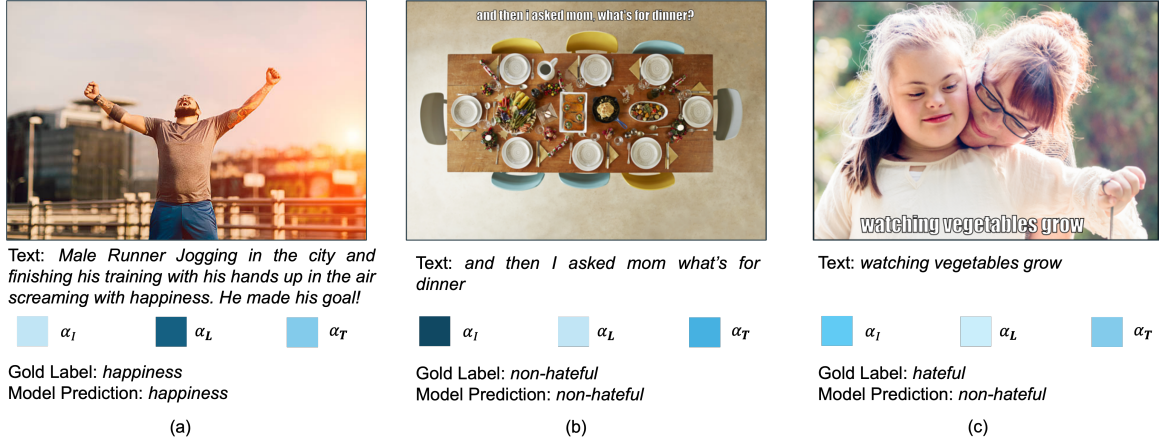 and then i asked mom, what's for dinner?
watching vegetables grow
Text: Male Runner Jogging in the city and
finishing his training with his hands up in the air
screaming with happiness. He made his goal!
α_I α_L α_T
Gold Label: happiness
Model Prediction: happiness
(a)
Text: and then I asked mom what's for
dinner
α_I α_L α_T
Gold Label: non-hateful
Model Prediction: non-hateful
(b)
Text: watching vegetables grow
α_I α_L α_T
Gold Label: hateful
Model Prediction: non-hateful
(c)